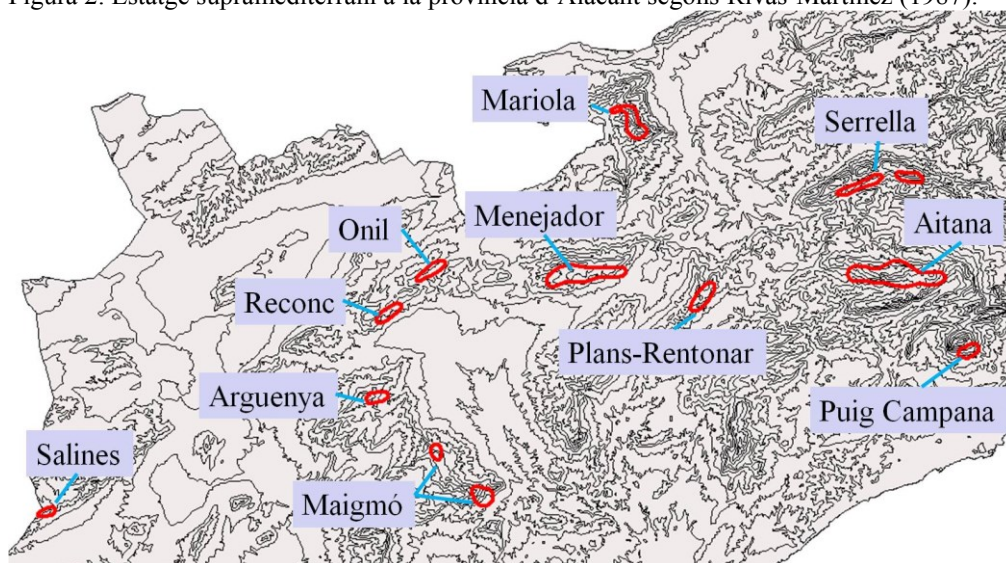 Figura 2. Estatge supramediterrani a la província d'Alacant segons Rivas-Martínez (1987).
Mariola
Serrella
Onil
Menejador
Aitana
Reconc
Plans-Rentonar
Arguenya
Puig Campana
Salines
Maigmó